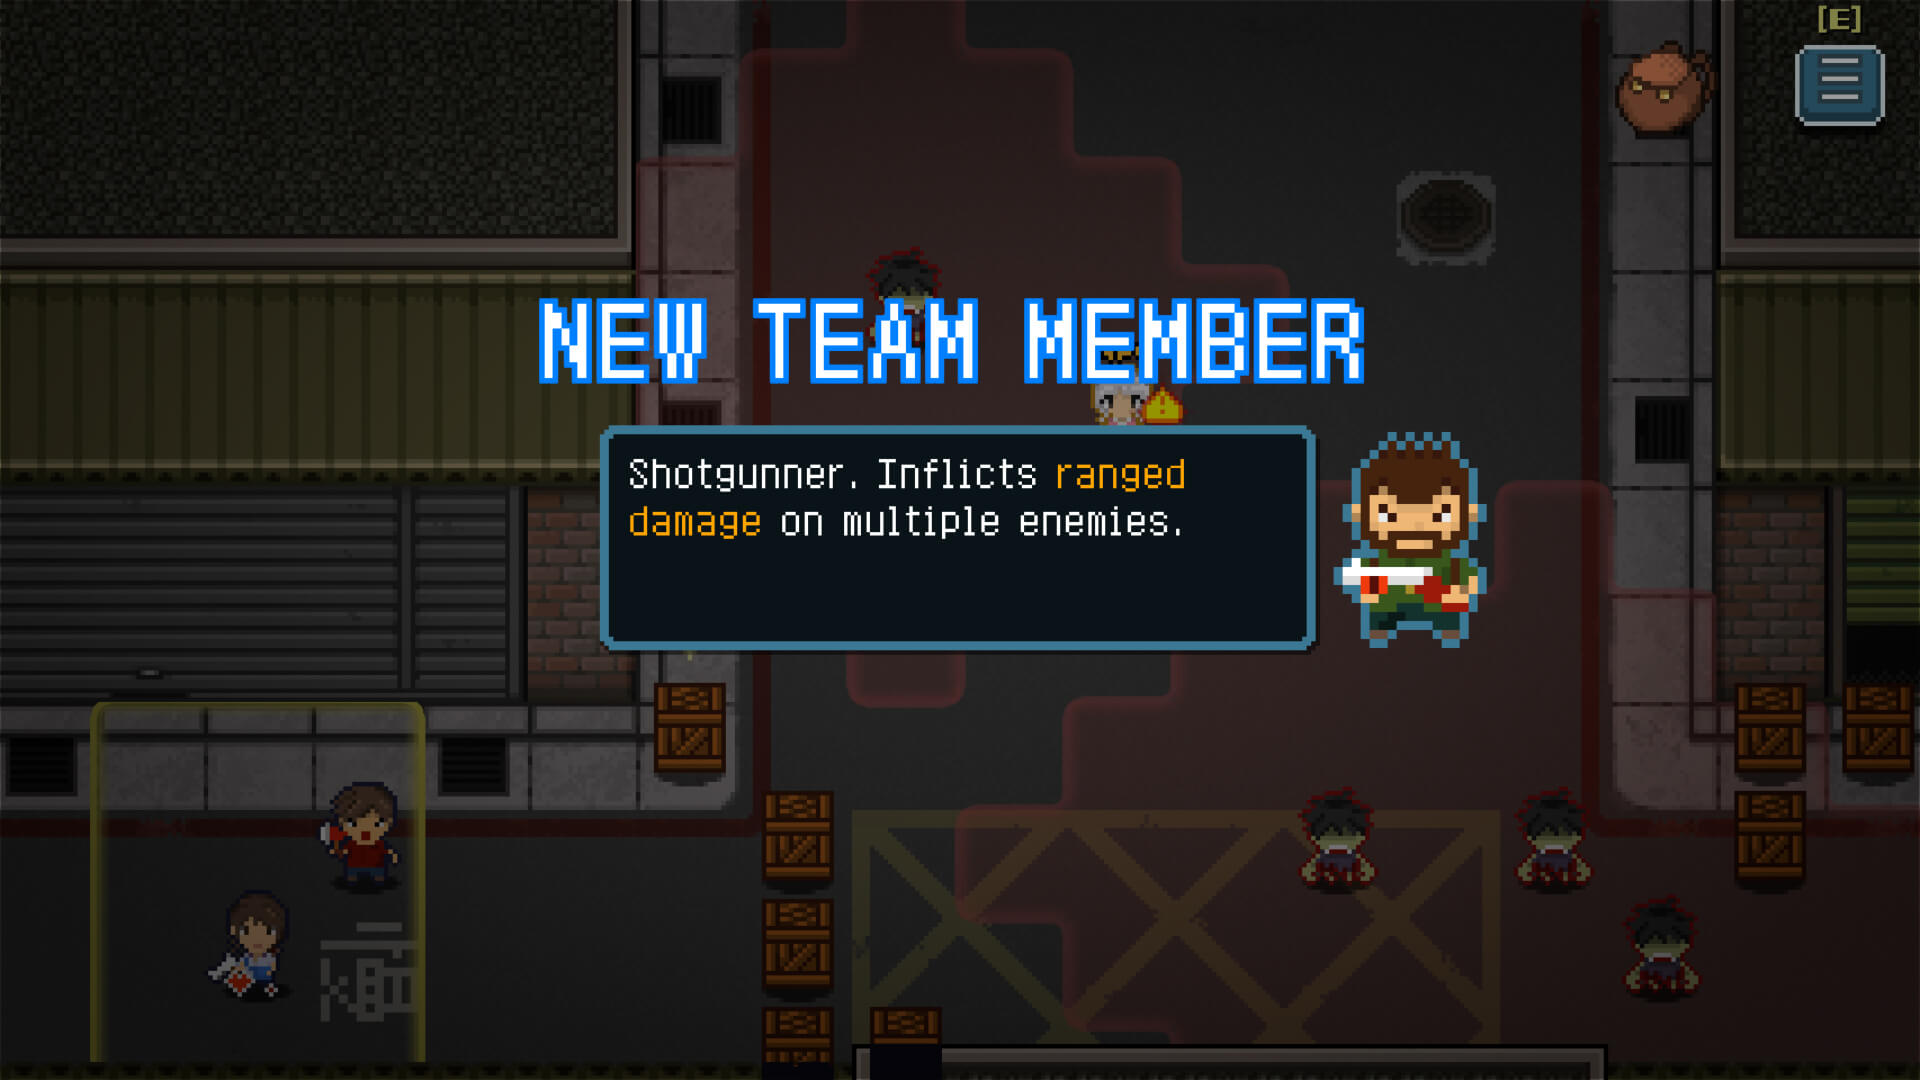 [E]
NEW TEAM MEMBER
Shotgunner. Inflicts ranged
damage on multiple enemies.